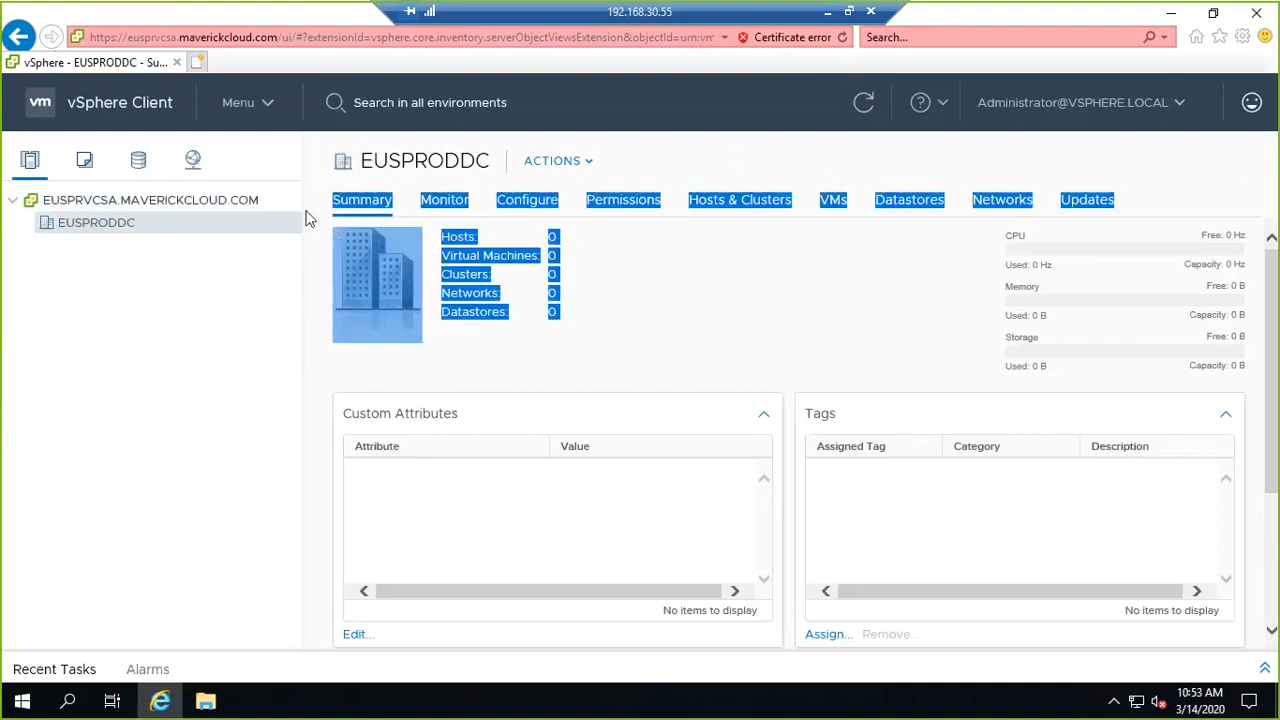 192.168.30.55
https://eusprvcsa.maverickcloud.com/ui/#?extensionId=vsphere.core.inventory.serverObjectViewsExtension&objectId=urn:vm
Certificate error
Search...
vSphere - EUSPRODDC - Su...
vm vSphere Client
Menu
Search in all environments
Administrator@VSPHERE.LOCAL
EUSPRVCSA.MAVERICKCLOUD.COM
EUSPRODDC
EUSPRODDC
ACTIONS
Summary Monitor Configure Permissions Hosts & Clusters VMs Datastores Networks Updates
Hosts: 0
Virtual Machines: 0
Clusters: 0
Networks: 0
Datastores: 0
CPU Free: 0 Hz
Used: 0 Hz Capacity: 0 Hz
Memory Free: 0 B
Used: 0 B Capacity: 0 B
Storage Free: 0 B
Used: 0 B Capacity: 0 B
Custom Attributes
Attribute Value
No items to display
Edit...
Tags
Assigned Tag Category Description
No items to display
Assign... Remove...
Recent Tasks Alarms
10:53 AM
3/14/2020